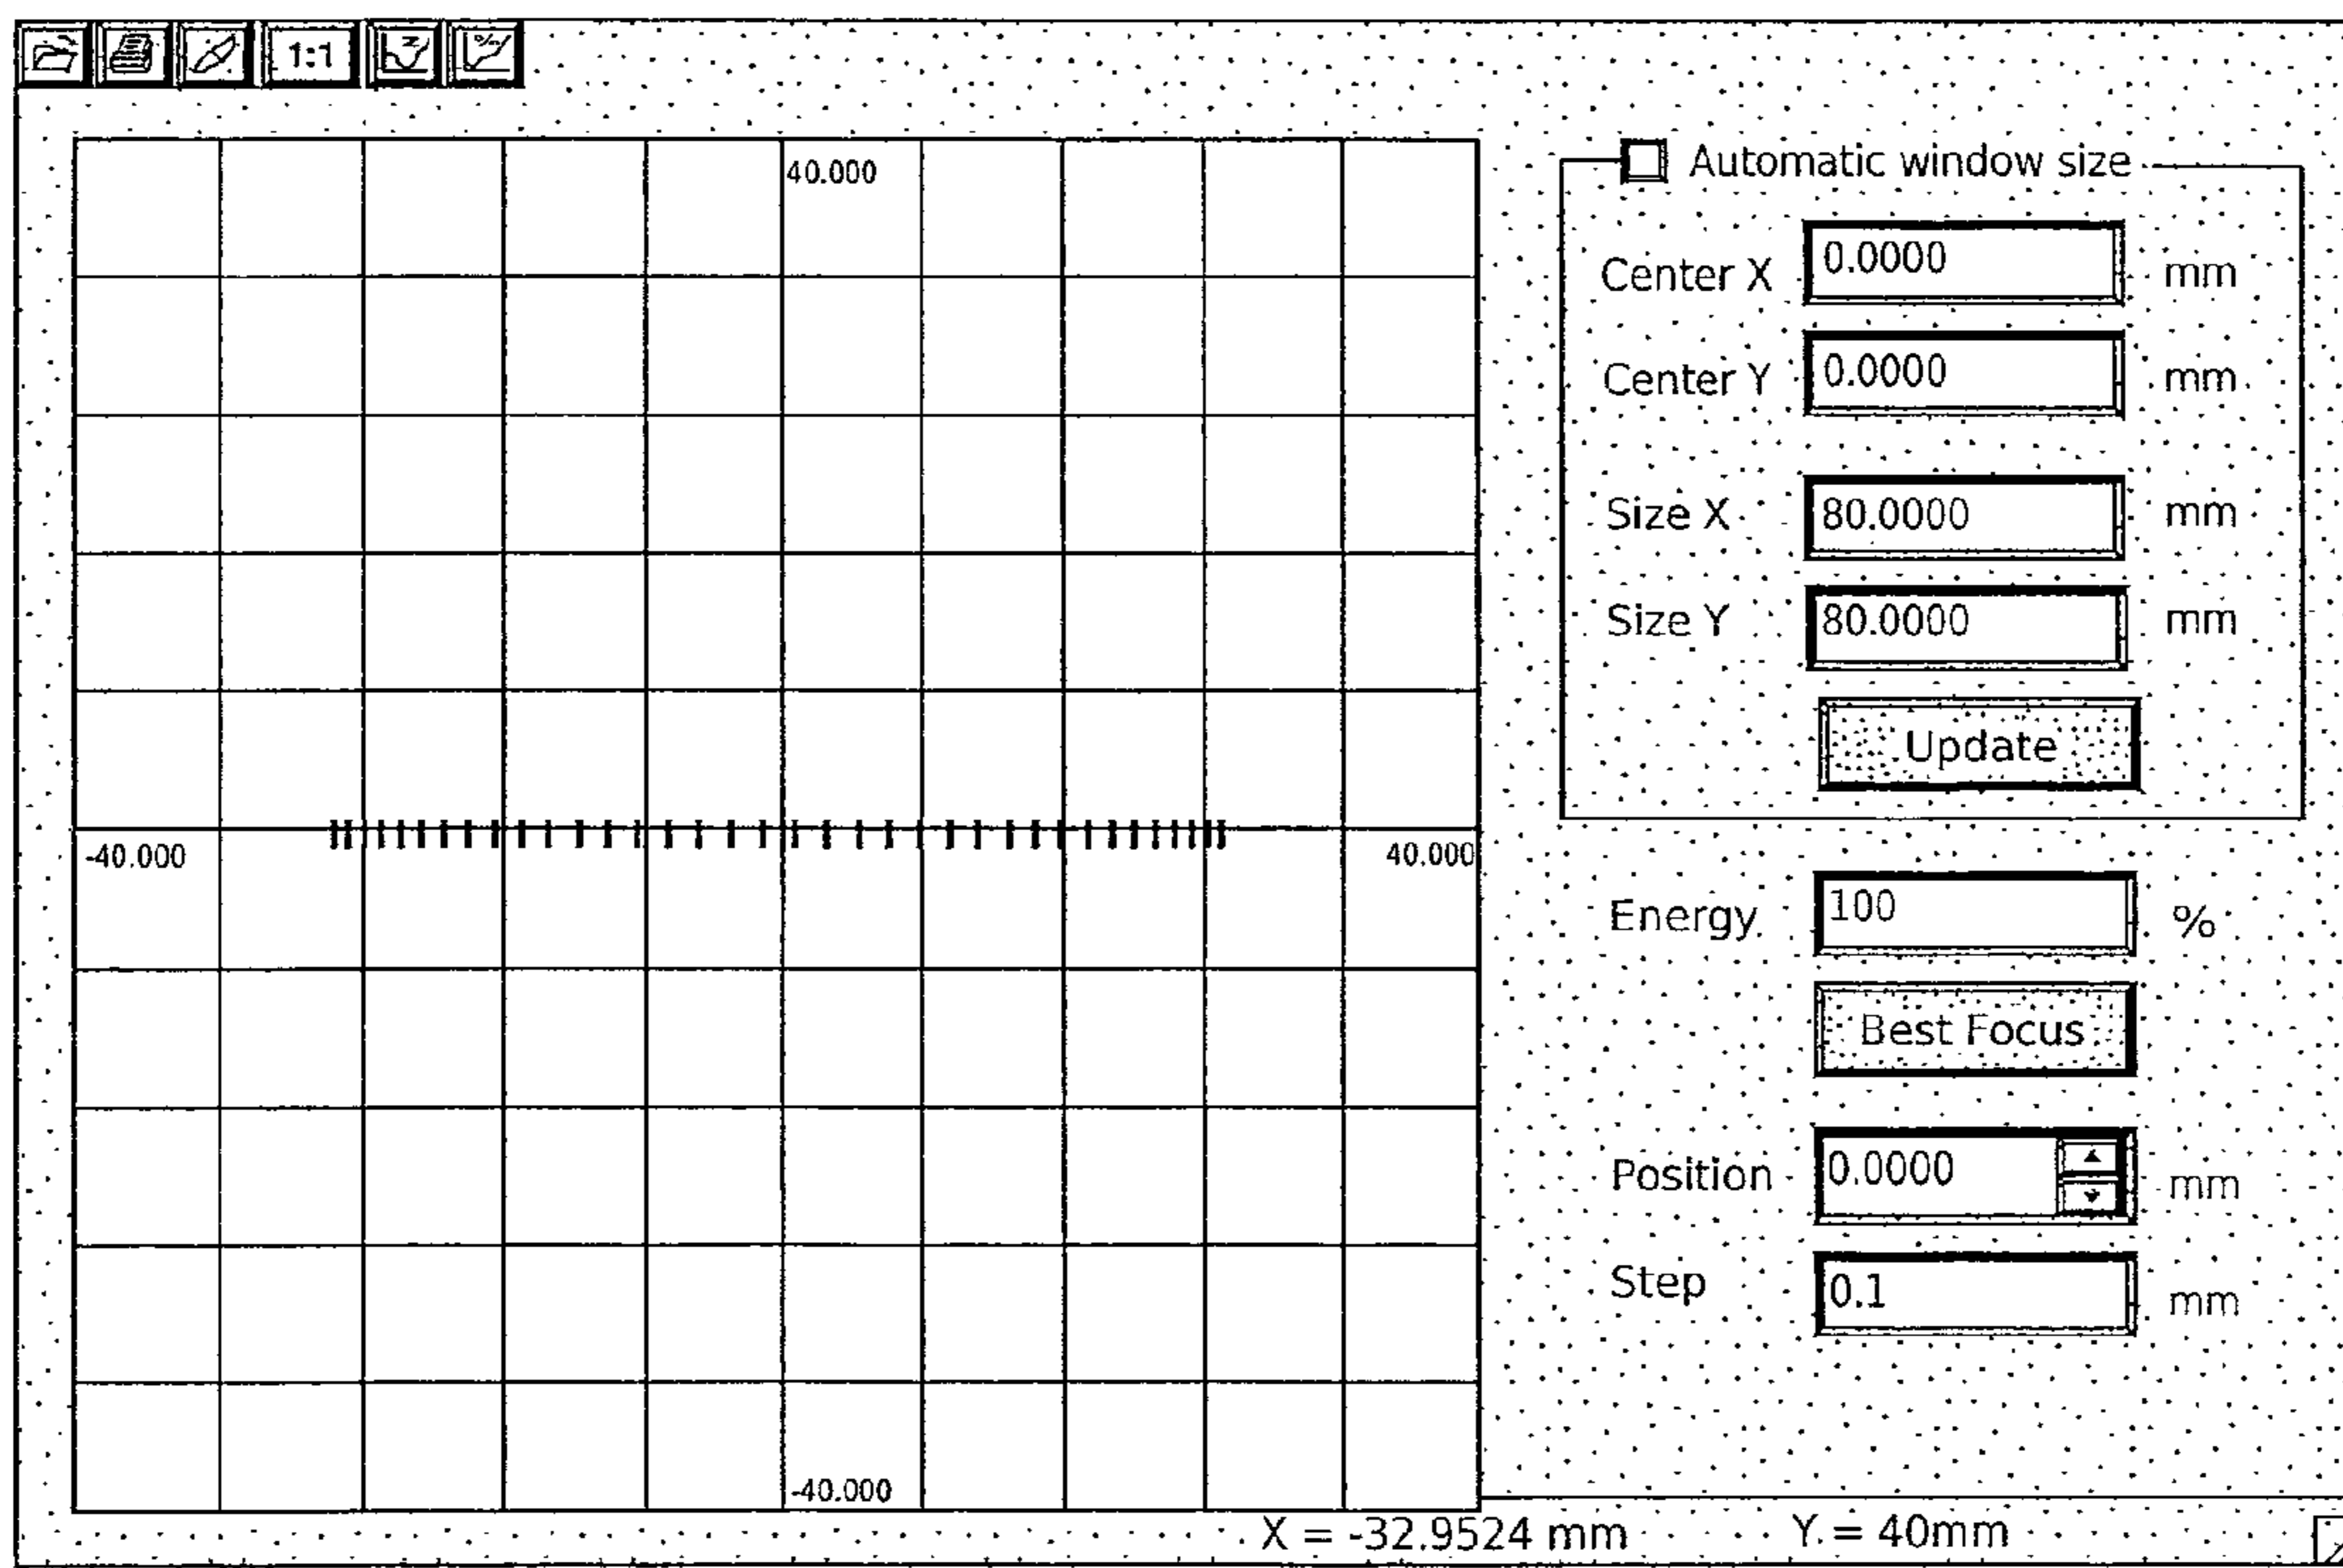 1:1
40.000
-40.000
40.000
-40.000
Automatic window size
Center X 0.0000 mm
Center Y 0.0000 mm
Size X 80.0000 mm
Size Y 80.0000 mm
Update
Energy 100 %
Best Focus
Position 0.0000 mm
Step 0.1 mm
X = -32.9524 mm Y = 40mm